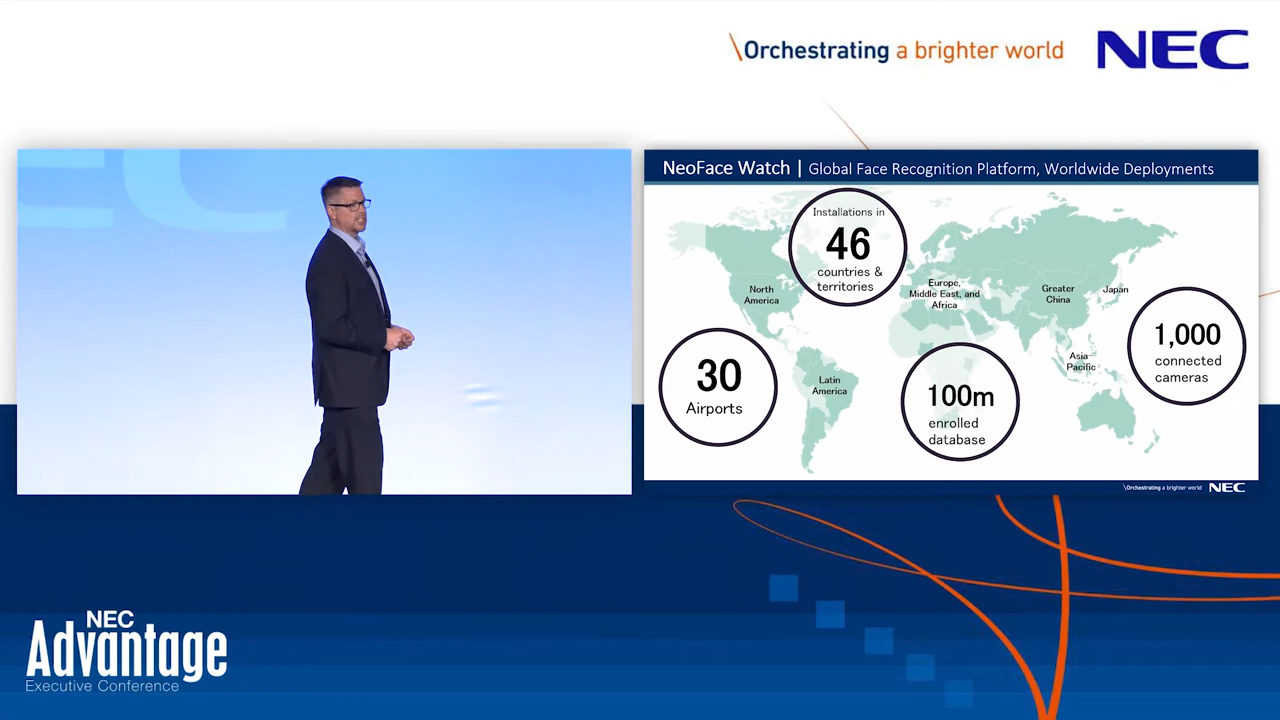 \Orchestrating a brighter world NEC
EC
NeoFace Watch | Global Face Recognition Platform, Worldwide Deployments
Installations in
46
countries &
territories
North
America
Europe,
Middle East, and
Africa
Greater
China
Japan
1,000
connected
cameras
30
Airports
Latin
America
100m
enrolled
database
Asia
Pacific
\Orchestrating a brighter world NEC
NEC
Advantage
Executive Conference